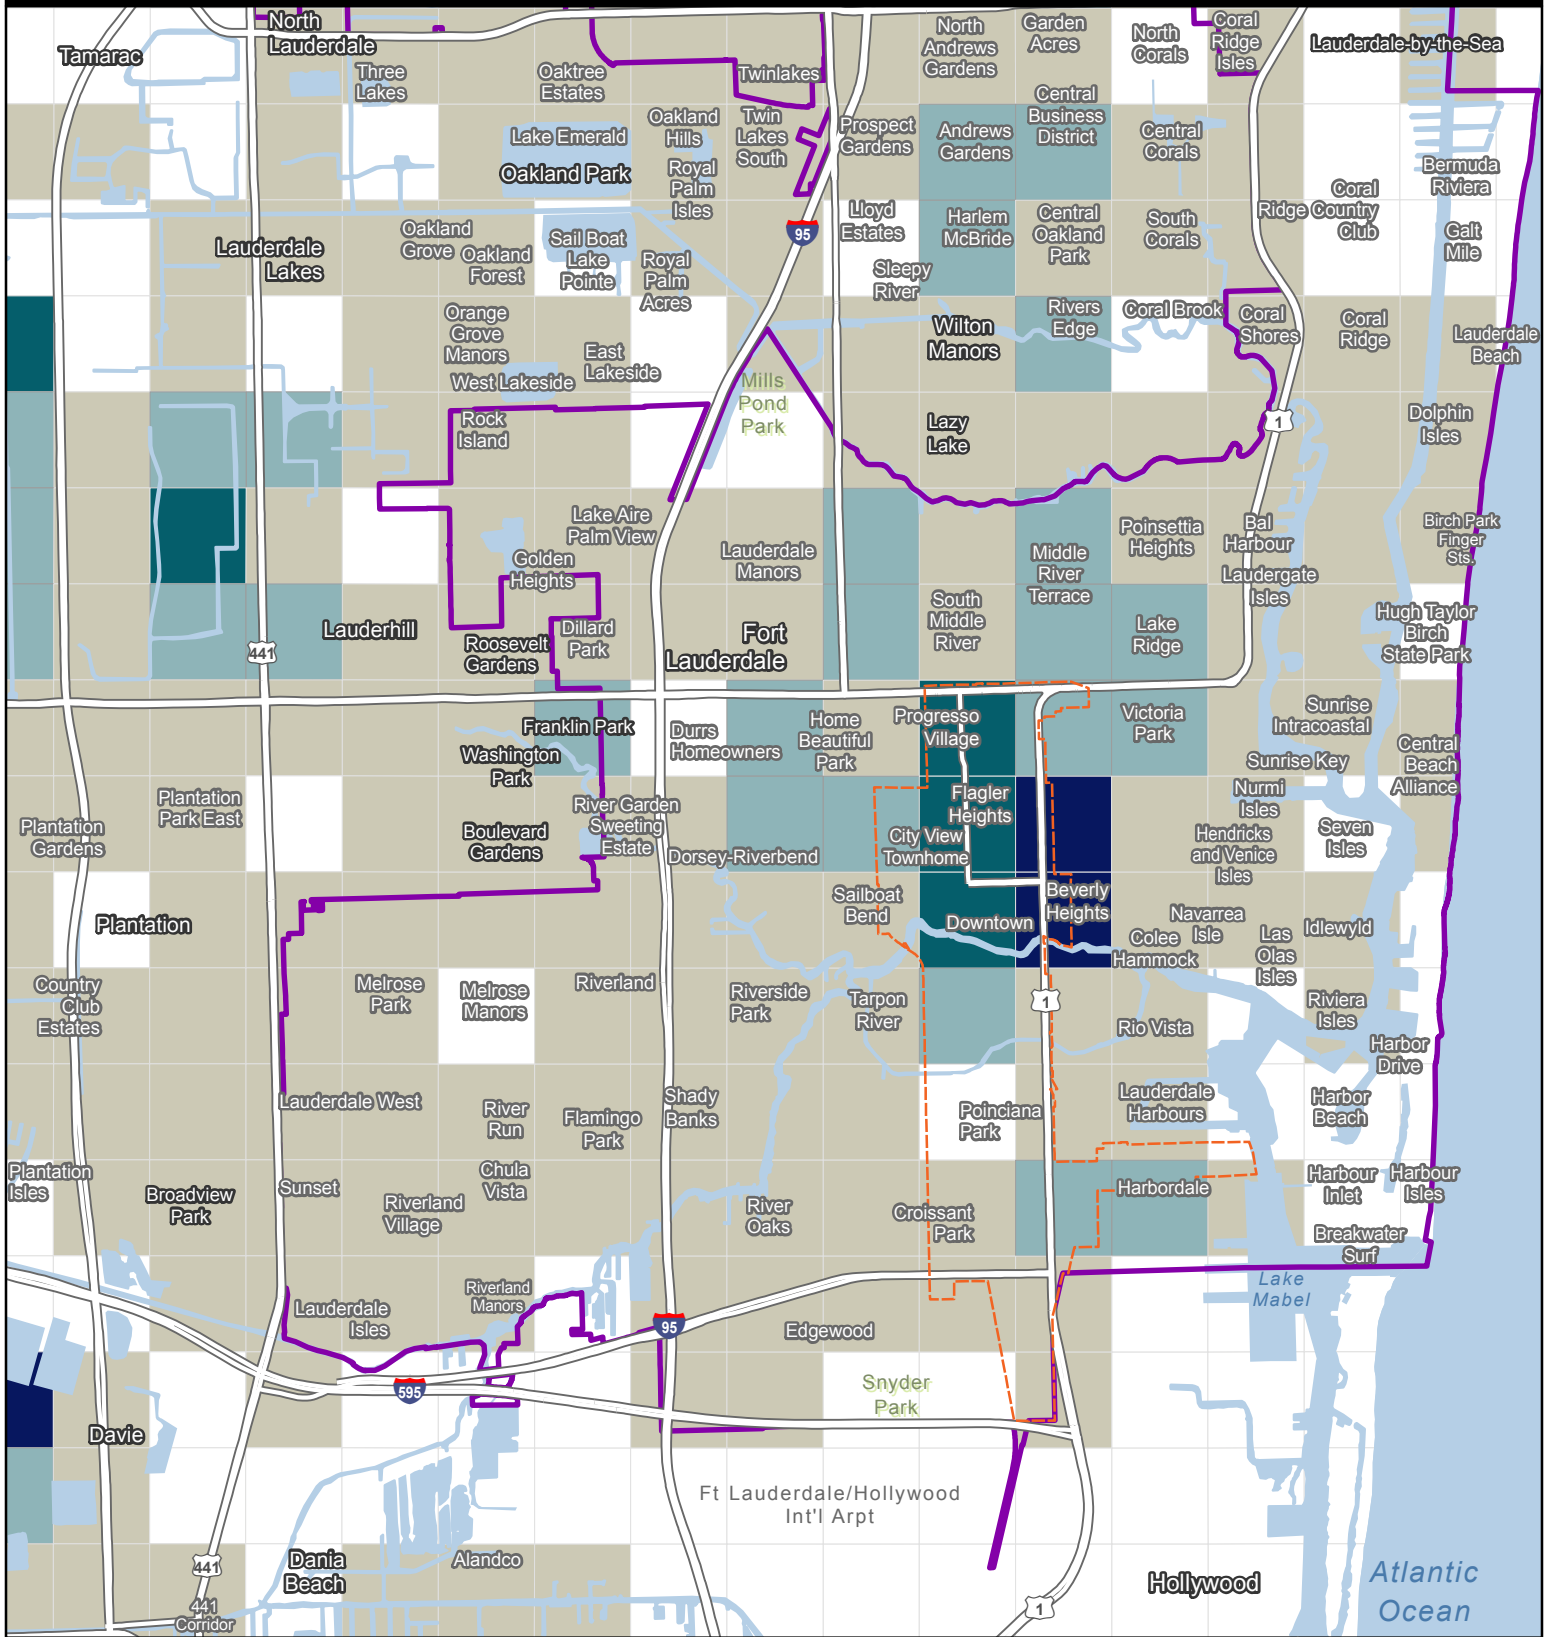 North
Lauderdale
Tamarac
Three
Lakes
Oaktree
Estates
Twinlakes
North
Andrews
Gardens
Garden
Acres
North
Corals
Coral
Ridge
Isles
Lauderdale-by-the-Sea
Lake Emerald
Oakland Park
Oakland
Hills
Royal
Palm
Isles
Twin
Lakes
South
Prospect
Gardens
Andrews
Gardens
Central
Business
District
Central
Corals
Bermuda
Riviera
Lauderdale
Lakes
Oakland
Grove
Oakland
Forest
Sail Boat
Lake
Pointe
Royal
Palm
Acres
95
Lloyd
Estates
Sleepy
River
Harlem
McBride
Central
Oakland
Park
South
Corals
Coral
Ridge Country
Club
Galt
Mile
Orange
Grove
Manors
West Lakeside
East
Lakeside
Wilton
Manors
Rivers
Edge
Coral Brook
Coral
Shores
Coral
Ridge
Lauderdale
Beach
Mills
Pond
Park
Rock
Island
Lazy
Lake
1
Dolphin
Isles
Lake Aire
Palm View
Golden
Heights
Lauderdale
Manors
Middle
River
Terrace
Poinsettia
Heights
Bal
Harbour
Laudergate
Isles
Birch Park
Finger
Sts.
Lauderhill
441
Roosevelt
Gardens
Dillard
Park
Fort
Lauderdale
South
Middle
River
Lake
Ridge
Hugh Taylor
Birch
State Park
Franklin Park
Washington
Park
Durrs
Homeowners
Home
Beautiful
Park
Progresso
Village
Victoria
Park
Sunrise
Intracoastal
Sunrise Key
Central
Beach
Alliance
Plantation
Gardens
Plantation
Park East
Boulevard
Gardens
River Garden
Sweeting
Estate
Dorsey-Riverbend
Flagler
Heights
City View
Townhome
Nurmi
Isles
Hendricks
and Venice
Isles
Seven
Isles
Plantation
Sailboat
Bend
Downtown
Beverly
Heights
Colee
Hammock
Navarrea
Isle
Las
Olas
Isles
Idlewyld
Country
Club
Estates
Melrose
Park
Melrose
Manors
Riverland
Riverside
Park
Tarpon
River
1
Rio Vista
Riviera
Isles
Harbor
Drive
Lauderdale West
River
Run
Flamingo
Park
Shady
Banks
Poinciana
Park
Lauderdale
Harbours
Harbor
Beach
Plantation
Isles
Broadview
Park
Sunset
Riverland
Village
Chula
Vista
River
Oaks
Croissant
Park
Harbordale
Harbour
Inlet
Harbour
Isles
Breakwater
Surf
Lake
Mabel
Riverland
Manors
Lauderdale
Isles
95
Edgewood
595
Snyder
Park
Davie
Ft Lauderdale/Hollywood
Int'l Arpt
441
441
Corridor
Dania
Beach
Alandco
1
Hollywood
Atlantic
Ocean